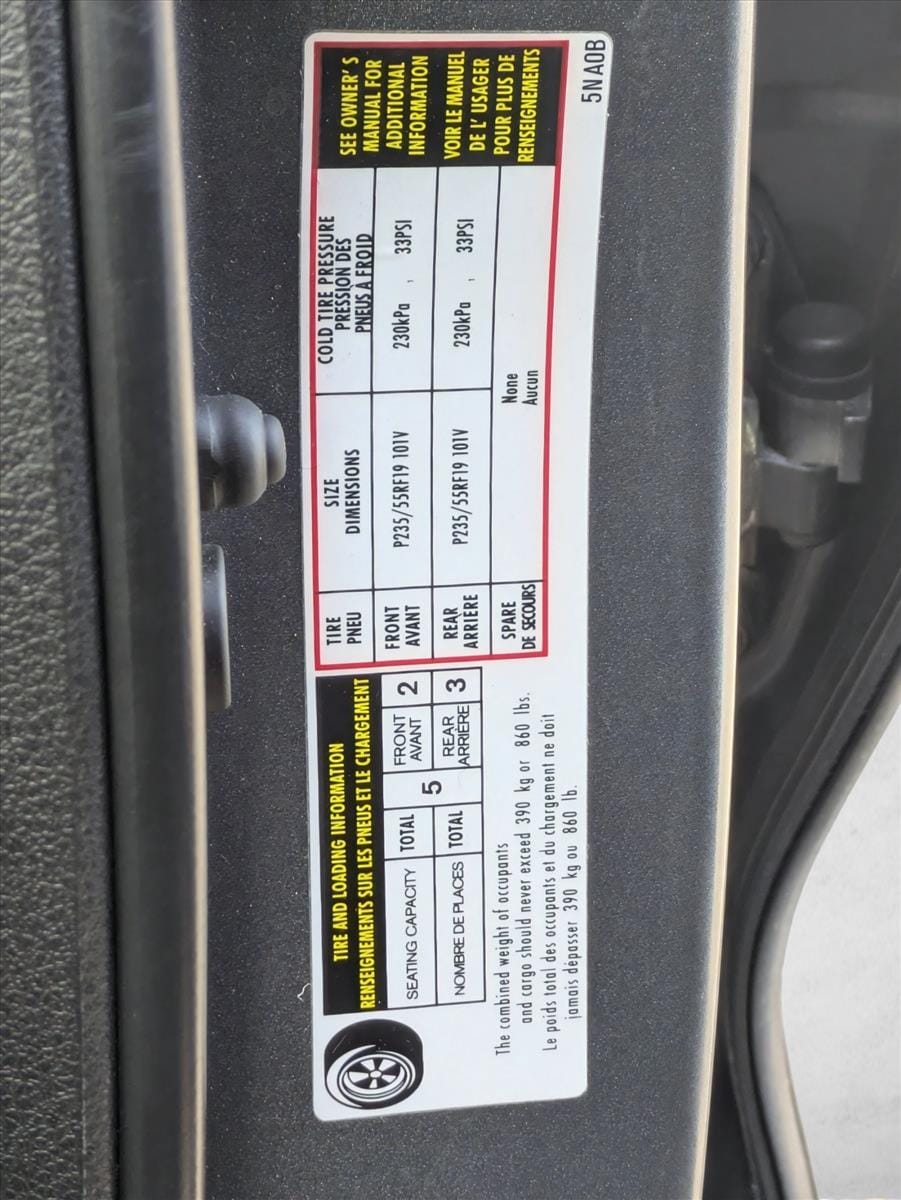 TIRE AND LOADING INFORMATION
RENSEIGNEMENTS SUR LES PNEUS ET LE CHARGEMENT
SEATING CAPACITY TOTAL 5 FRONT AVANT 2
NOMBRE DE PLACES TOTAL REAR ARRIÈRE 3
The combined weight of occupants
and cargo should never exceed 390 kg or 860 lbs.
Le poids total des occupants et du chargement ne doit
jamais dépasser 390 kg ou 860 lb.
TIRE
PNEU
SIZE
DIMENSIONS
COLD TIRE PRESSURE
PRESSION DES
PNEUS À FROID
FRONT
AVANT
P235/55RF19 101V
230kPa , 33PSI
REAR
ARRIERE
P235/55RF19 101V
230kPa , 33PSI
SPARE
DE SECOURS
None
Aucun
SEE OWNER'S
MANUAL FOR
ADDITIONAL
INFORMATION
VOIR LE MANUEL
DE L' USAGER
POUR PLUS DE
RENSEIGNEMENTS
5NA0B